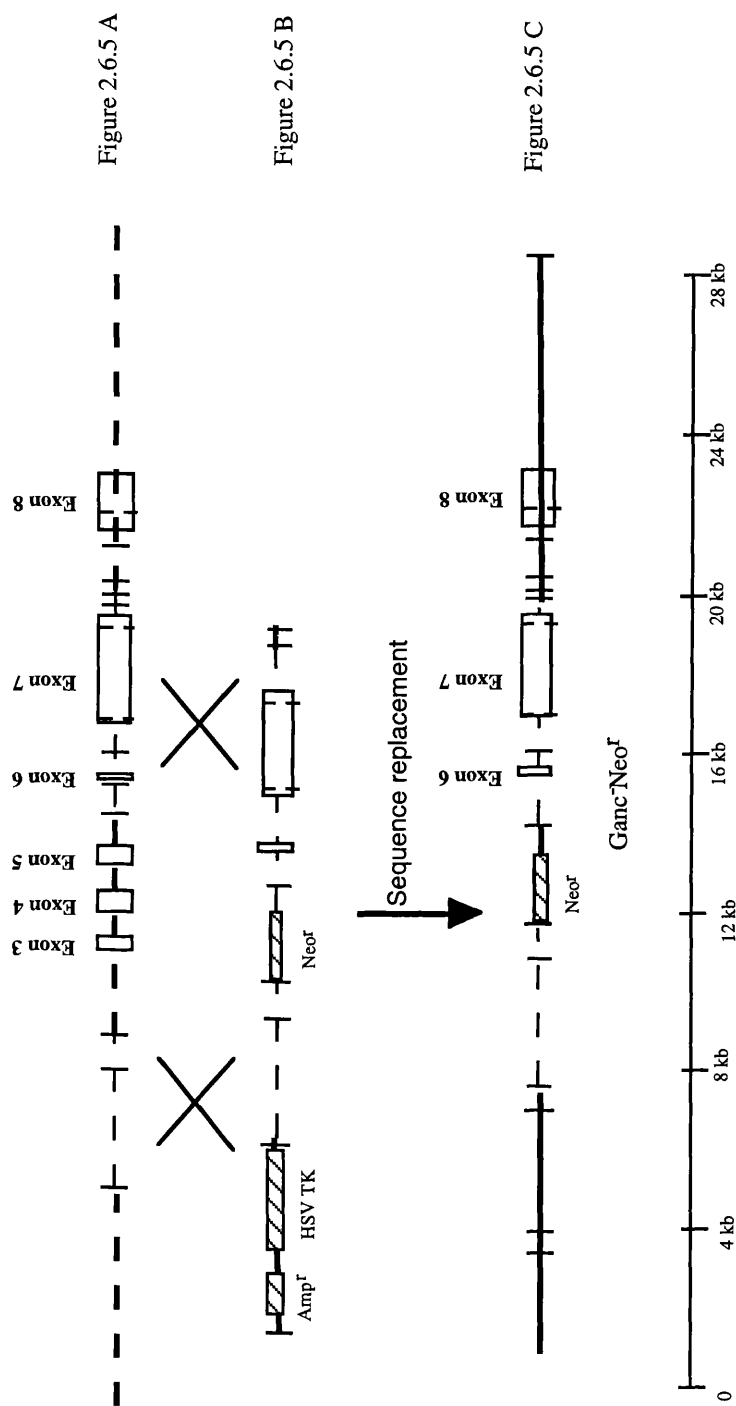 Exon 3
Exon 4
Exon 5
Exon 6
Exon 7
Exon 8
Figure 2.6.5 A
Amp^r
HSV TK
Neo^r
Figure 2.6.5 B
Sequence replacement
Neo^r
Exon 6
Exon 7
Exon 8
Figure 2.6.5 C
Ganc^-Neo^r
0
4 kb
8 kb
12 kb
16 kb
20 kb
24 kb
28 kb